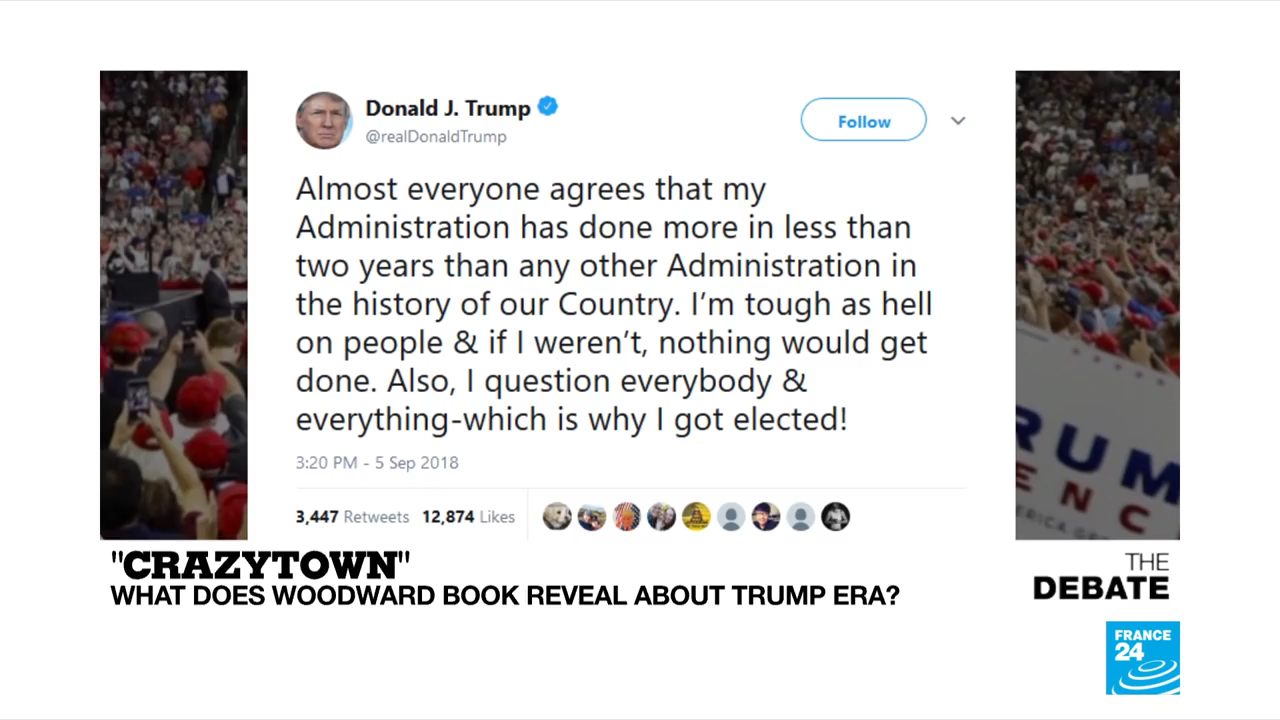 Donald J. Trump
@realDonaldTrump
Follow
Almost everyone agrees that my
Administration has done more in less than
two years than any other Administration in
the history of our Country. I’m tough as hell
on people & if I weren’t, nothing would get
done. Also, I question everybody &
everything-which is why I got elected!
3:20 PM - 5 Sep 2018
3,447 Retweets 12,874 Likes
RUM
ENC
"CRAZYTOWN"
WHAT DOES WOODWARD BOOK REVEAL ABOUT TRUMP ERA?
THE
DEBATE
FRANCE
24